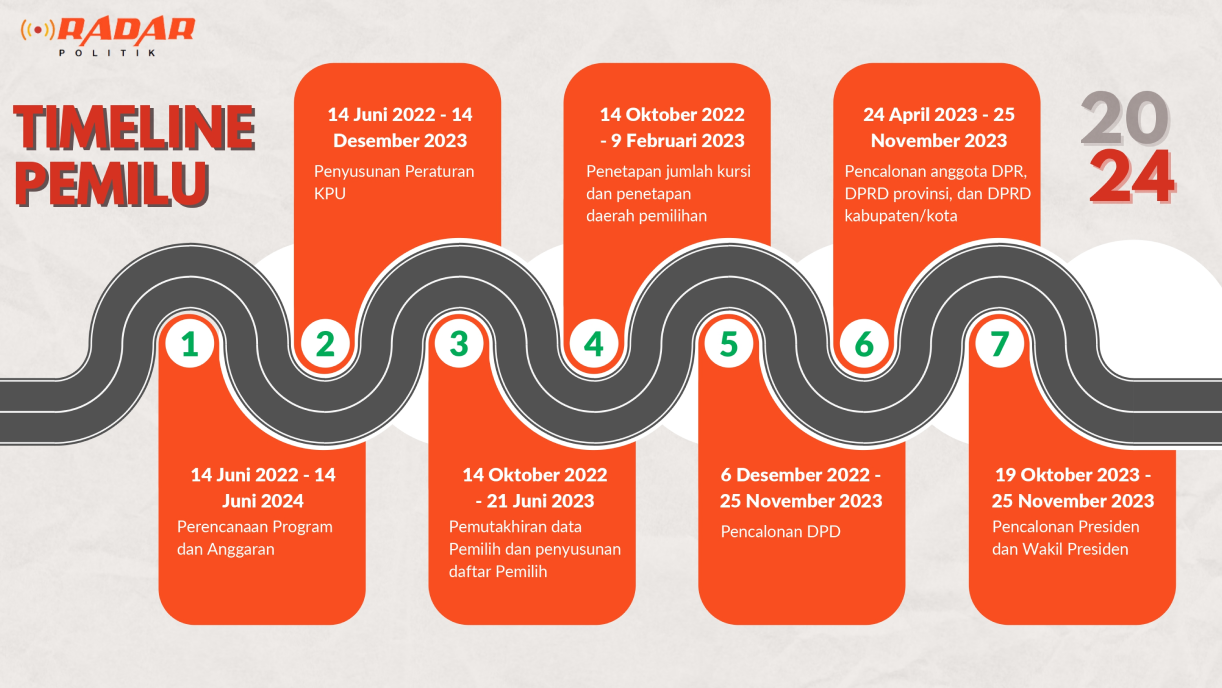 RADAR
POLITIK
TIMELINE
PEMILU
20
24
1
14 Juni 2022 - 14
Juni 2024
Perencanaan Program
dan Anggaran
2
14 Juni 2022 - 14
Desember 2023
Penyusunan Peraturan
KPU
3
14 Oktober 2022
- 21 Juni 2023
Pemutakhiran data
Pemilih dan penyusunan
daftar Pemilih
4
14 Oktober 2022
- 9 Februari 2023
Penetapan jumlah kursi
dan penetapan
daerah pemilihan
5
6 Desember 2022 -
25 November 2023
Pencalonan DPD
6
24 April 2023 - 25
November 2023
Pencalonan anggota DPR,
DPRD provinsi, dan DPRD
kabupaten/kota
7
19 Oktober 2023 -
25 November 2023
Pencalonan Presiden
dan Wakil Presiden